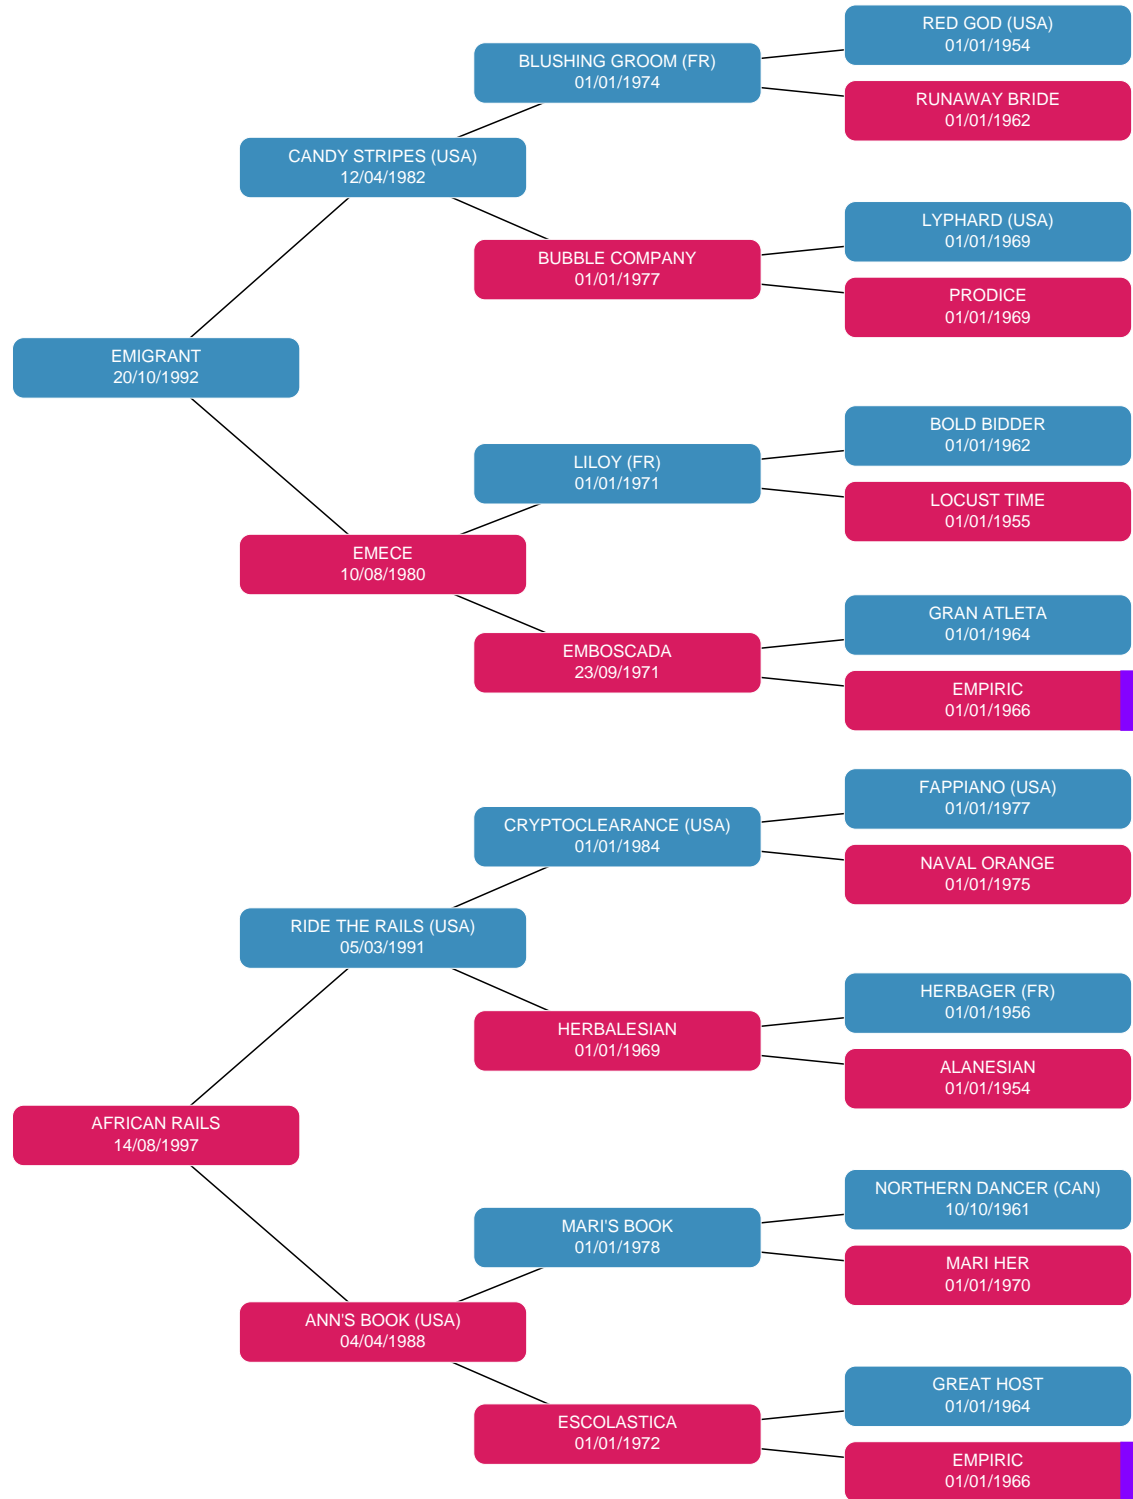 RED GOD (USA)
01/01/1954
BLUSHING GROOM (FR)
01/01/1974
RUNAWAY BRIDE
01/01/1962
CANDY STRIPES (USA)
12/04/1982
LYPHARD (USA)
01/01/1969
BUBBLE COMPANY
01/01/1977
PRODICE
01/01/1969
EMIGRANT
20/10/1992
BOLD BIDDER
01/01/1962
LILOY (FR)
01/01/1971
LOCUST TIME
01/01/1955
EMECE
10/08/1980
GRAN ATLETA
01/01/1964
EMBOSCADA
23/09/1971
EMPIRIC
01/01/1966
FAPPIANO (USA)
01/01/1977
CRYPTOCLEARANCE (USA)
01/01/1984
NAVAL ORANGE
01/01/1975
RIDE THE RAILS (USA)
05/03/1991
HERBAGER (FR)
01/01/1956
HERBALESIAN
01/01/1969
ALANESIAN
01/01/1954
AFRICAN RAILS
14/08/1997
NORTHERN DANCER (CAN)
10/10/1961
MARI'S BOOK
01/01/1978
MARI HER
01/01/1970
ANN'S BOOK (USA)
04/04/1988
GREAT HOST
01/01/1964
ESCOLASTICA
01/01/1972
EMPIRIC
01/01/1966